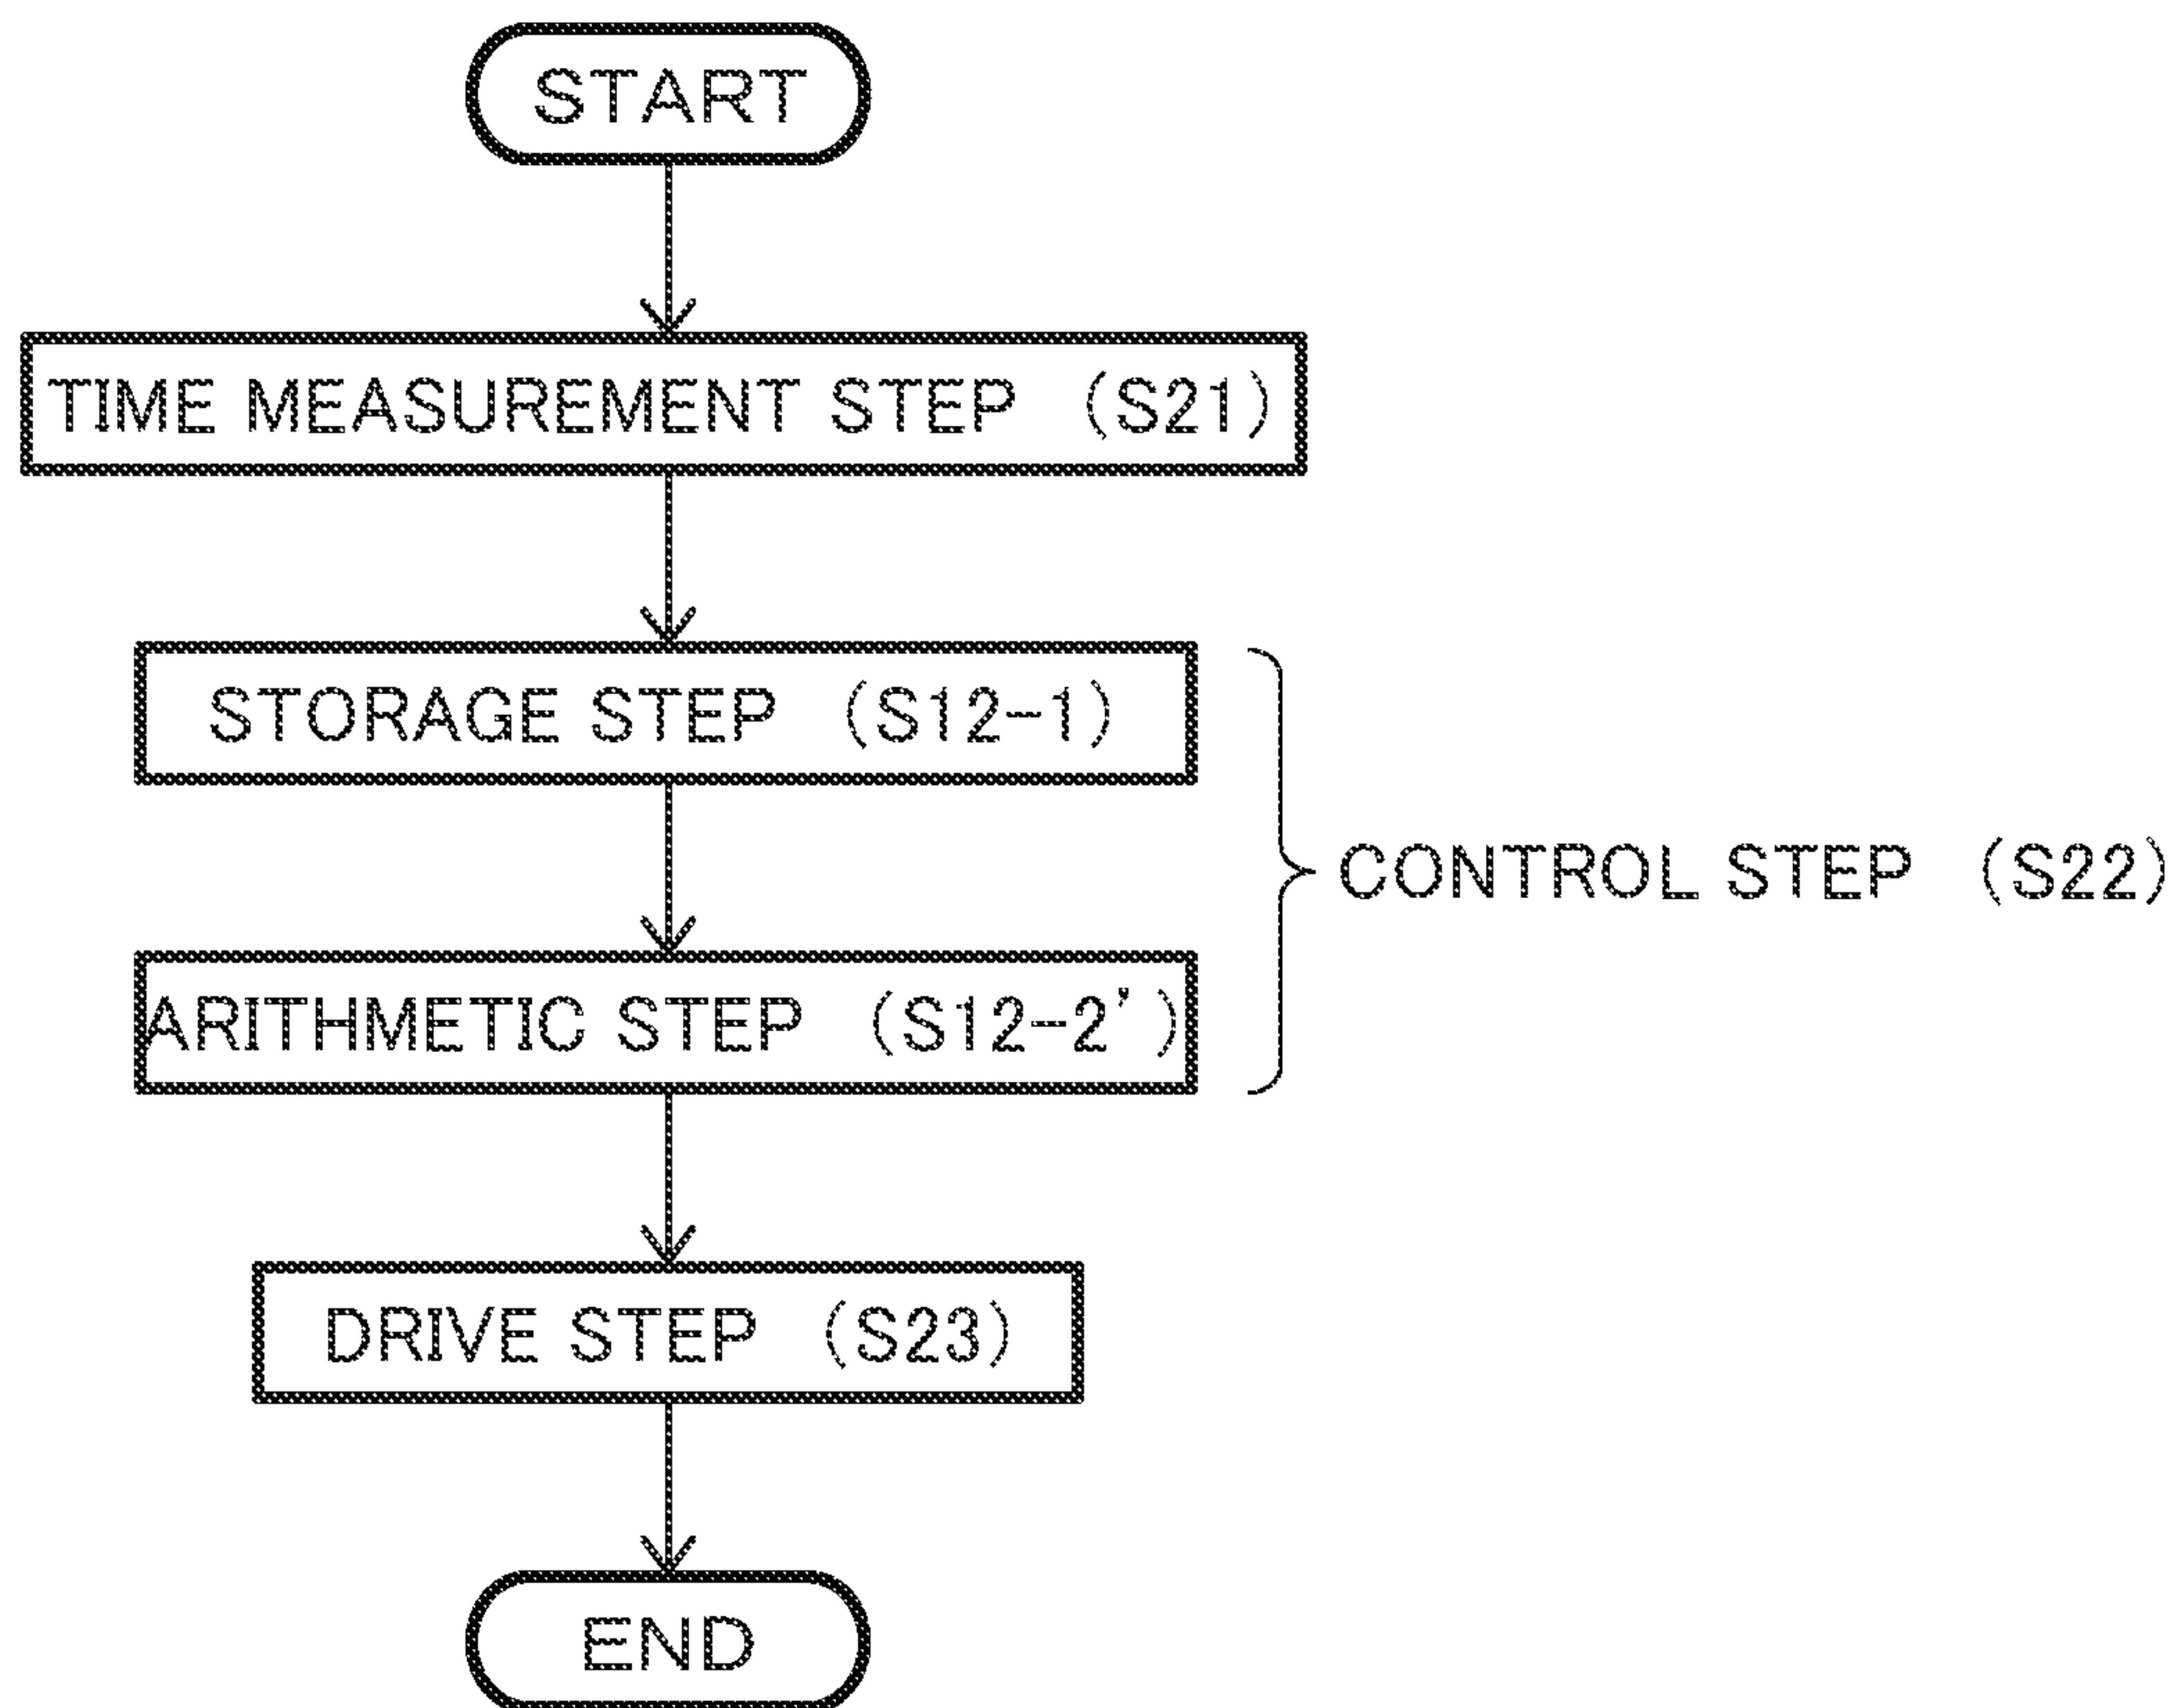 START
TIME MEASUREMENT STEP (S21)
STORAGE STEP (S12-1)
CONTROL STEP (S22)
ARITHMETIC STEP (S12-2')
DRIVE STEP (S23)
END